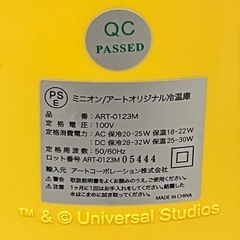 QC
PASSED
PS
E
ミニオン/アートオリジナル冷温庫
品番：ART-0123M
定格電圧：100V
定格消費電力：AC 保冷20-25W 保温18-22W
DC 保冷28-32W 保温25-30W
定格周波数：50/60Hz
ロット番号 ART-0123M 05444
輸入元：アートコーポレーション株式会社
MADE IN CHINA
™ & © Universal Studios